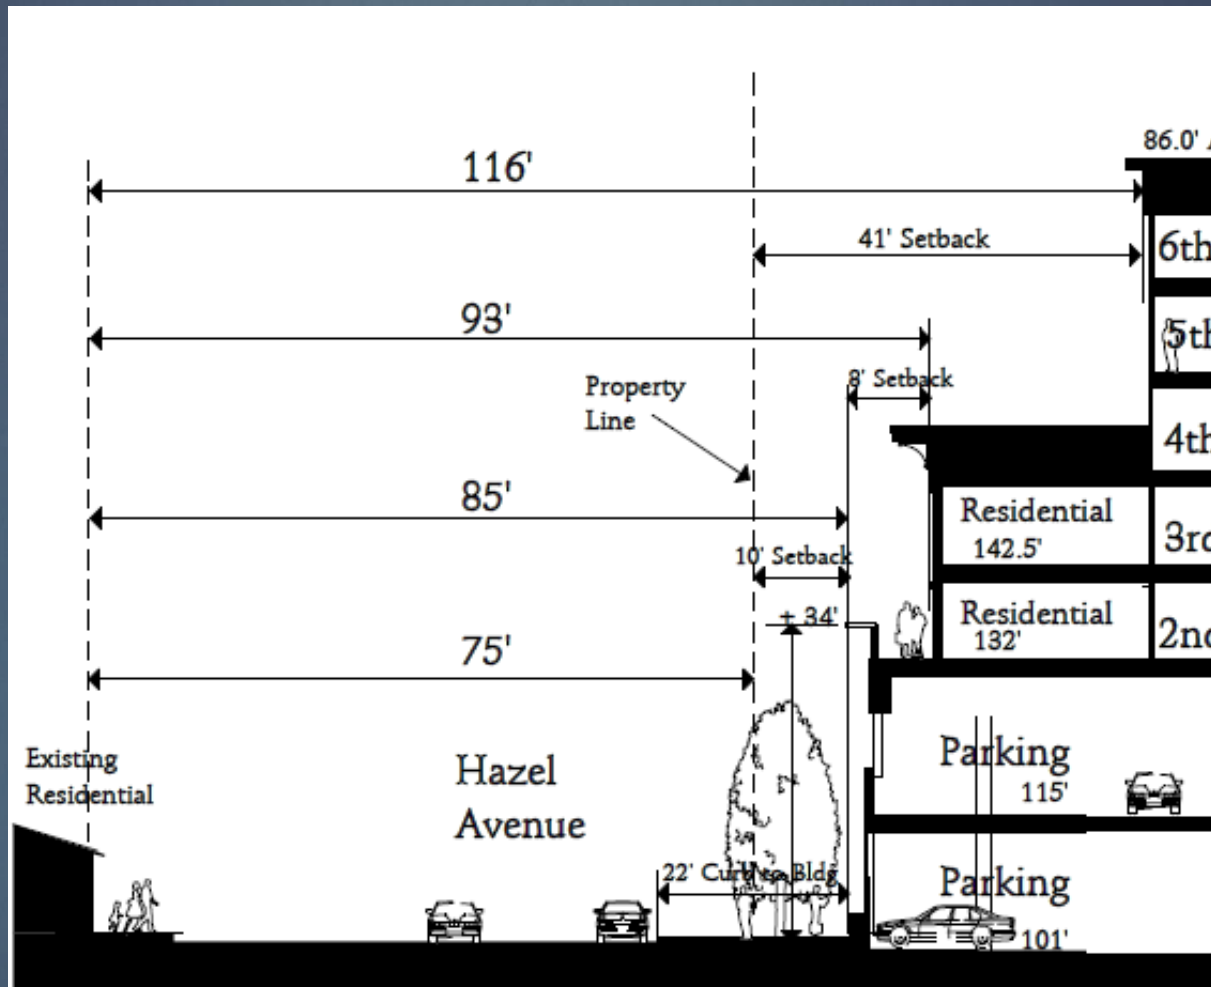 86.0'
116'
41' Setback
6th
93'
5th
8' Setback
Property
Line
4th
85'
Residential
142.5'
3rd
10' Setback
+ 34'
Residential
132'
2nd
75'
Existing
Residential
Hazel
Avenue
Parking
115'
22' Curb to Bldg
Parking
101'